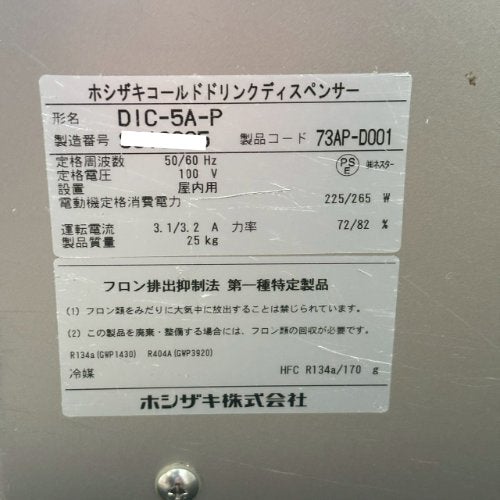 ホシザキコールドドリンクディスペンサー
形名 DIC-5A-P
製造番号
製品コード 73AP-D001
定格周波数 50/60 Hz
定格電圧 100 V
設置 屋内用
PSE ㈱ネスター
電動機定格消費電力 225/265 W
運転電流 3.1/3.2 A 力率 72/82 %
製品質量 25 kg
フロン排出抑制法 第一種特定製品
(1) フロン類をみだりに大気中に放出することは禁じられています。
(2) この製品を廃棄・整備する場合には、フロン類の回収が必要です。
R134a(GWP1430) R404A(GWP3920)
冷媒 HFC R134a/170 g
ホシザキ株式会社